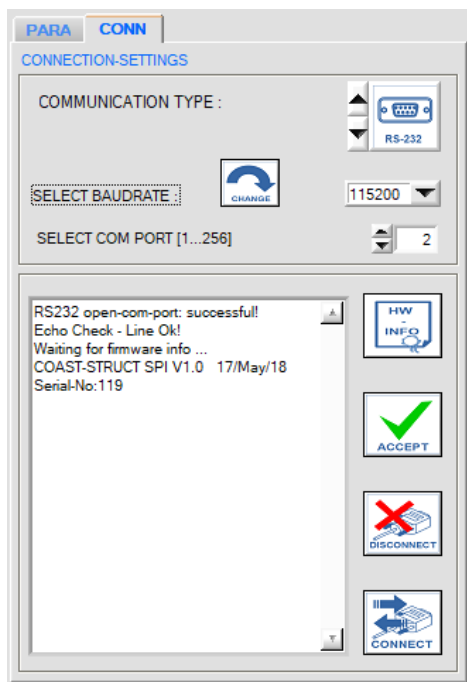 PARA CONN
CONNECTION-SETTINGS
COMMUNICATION TYPE :
RS-232
SELECT BAUDRATE :
CHANGE
115200
SELECT COM PORT [1...256]
2
RS232 open-com-port: successful!
Echo Check - Line Ok!
Waiting for firmware info ...
COAST-STRUCT SPI V1.0 17/May/18
Serial-No:119
HW
-
INFO
ACCEPT
DISCONNECT
CONNECT